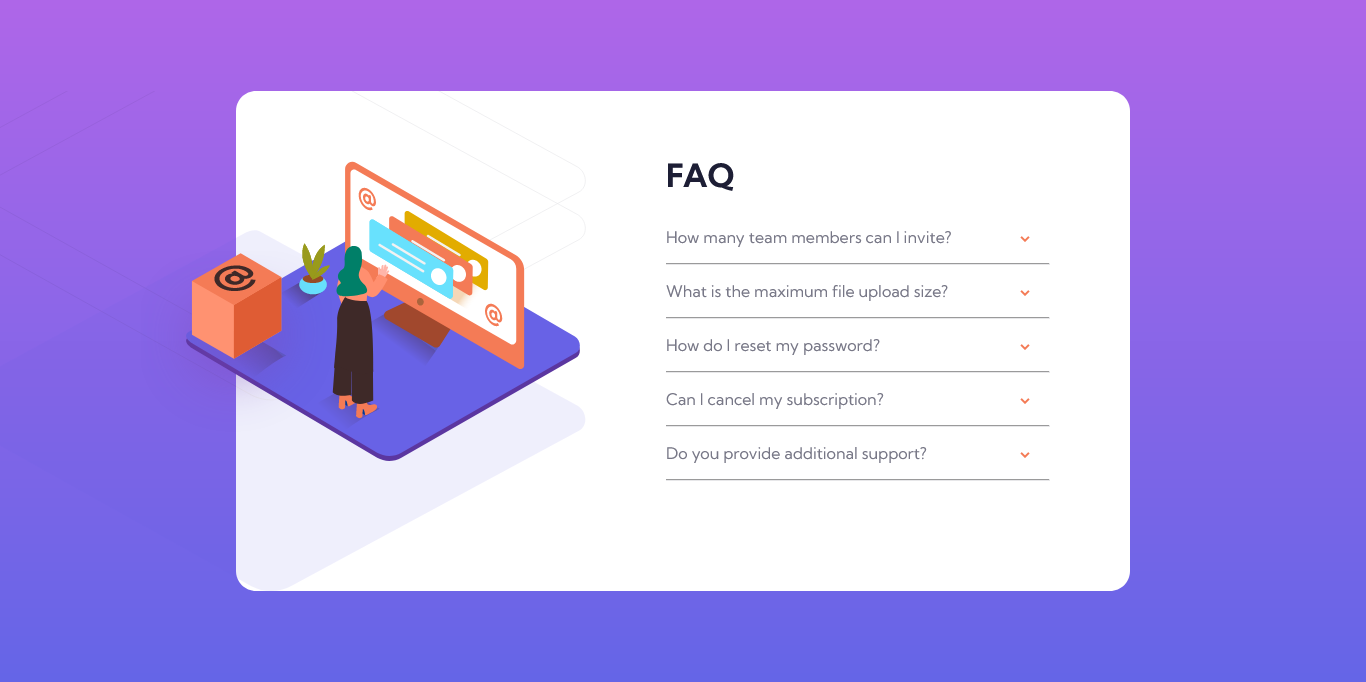 @
@
@
FAQ
How many team members can I invite?
What is the maximum file upload size?
How do I reset my password?
Can I cancel my subscription?
Do you provide additional support?